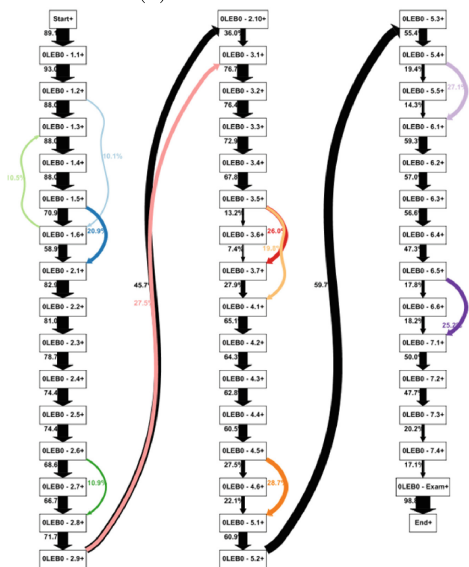 Start+
89.1
0LEB0 - 1.1+
93.0
0LEB0 - 1.2+
88.0
0LEB0 - 1.3+
88.0
0LEB0 - 1.4+
88.0
0LEB0 - 1.5+
70.9
0LEB0 - 1.6+
58.9
0LEB0 - 2.1+
82.9
0LEB0 - 2.2+
81.0
0LEB0 - 2.3+
78.7
0LEB0 - 2.4+
74.4
0LEB0 - 2.5+
74.4
0LEB0 - 2.6+
68.6
0LEB0 - 2.7+
66.7
0LEB0 - 2.8+
71.7
0LEB0 - 2.9+
10.1%
10.5%
20.9%
10.9%
45.7%
27.5%
0LEB0 - 2.10+
36.0%
0LEB0 - 3.1+
76.7
0LEB0 - 3.2+
76.4
0LEB0 - 3.3+
72.9
0LEB0 - 3.4+
67.8
0LEB0 - 3.5+
13.2%
0LEB0 - 3.6+
7.4%
0LEB0 - 3.7+
27.9%
0LEB0 - 4.1+
65.1
0LEB0 - 4.2+
64.3
0LEB0 - 4.3+
62.8
0LEB0 - 4.4+
60.5
0LEB0 - 4.5+
27.5%
0LEB0 - 4.6+
22.1%
0LEB0 - 5.1+
60.9
0LEB0 - 5.2+
26.0%
28.7%
59.7
0LEB0 - 5.3+
55.4
0LEB0 - 5.4+
19.4%
0LEB0 - 5.5+
14.3%
0LEB0 - 6.1+
59.3
0LEB0 - 6.2+
57.0
0LEB0 - 6.3+
56.6
0LEB0 - 6.4+
47.3
0LEB0 - 6.5+
17.8%
0LEB0 - 6.6+
18.2%
0LEB0 - 7.1+
50.0
0LEB0 - 7.2+
47.7
0LEB0 - 7.3+
20.2%
0LEB0 - 7.4+
17.1%
0LEB0 - Exam+
98.8
End+
27.1%
25.2%